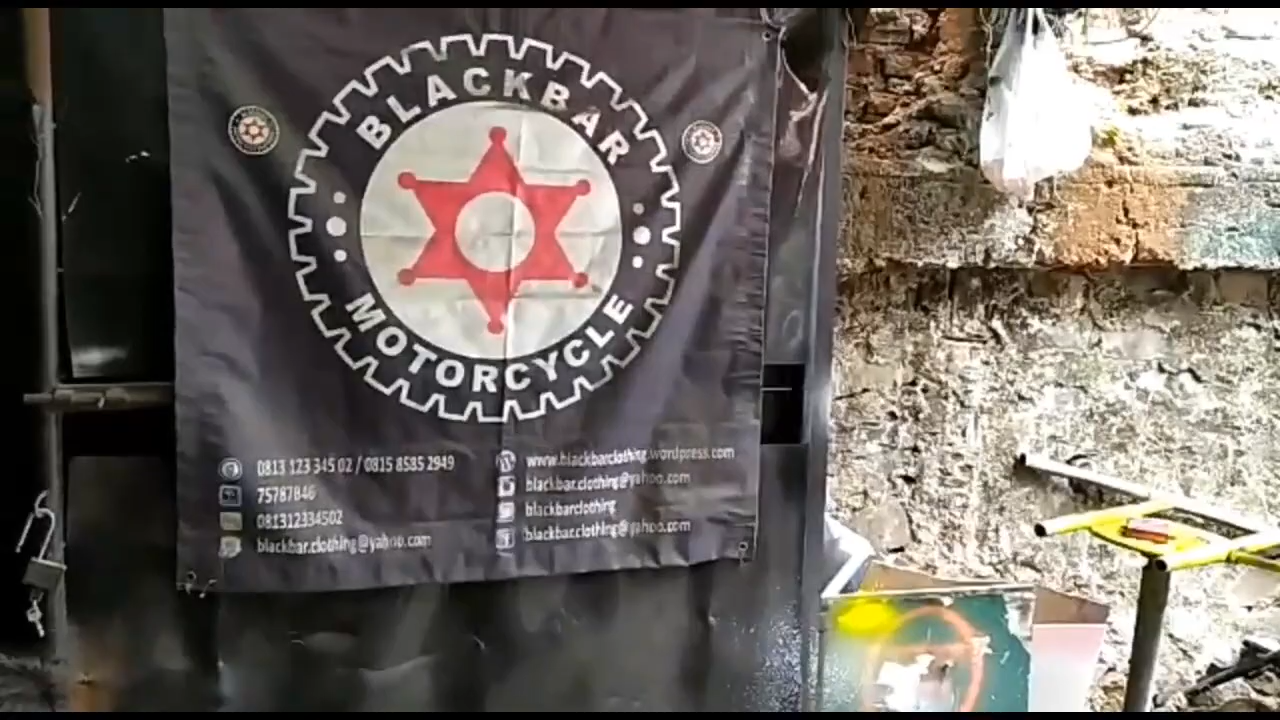 BLACKBAR
MOTORCYCLE
0813 123 345 02 / 0815 8585 2949
75787846
081312334502
blackbar.clothing@yahoo.com
www.blackbarclothing.wordpress.com
blackbar.clothing@yahoo.com
blackbarclothing
blackbar.clothing@yahoo.com